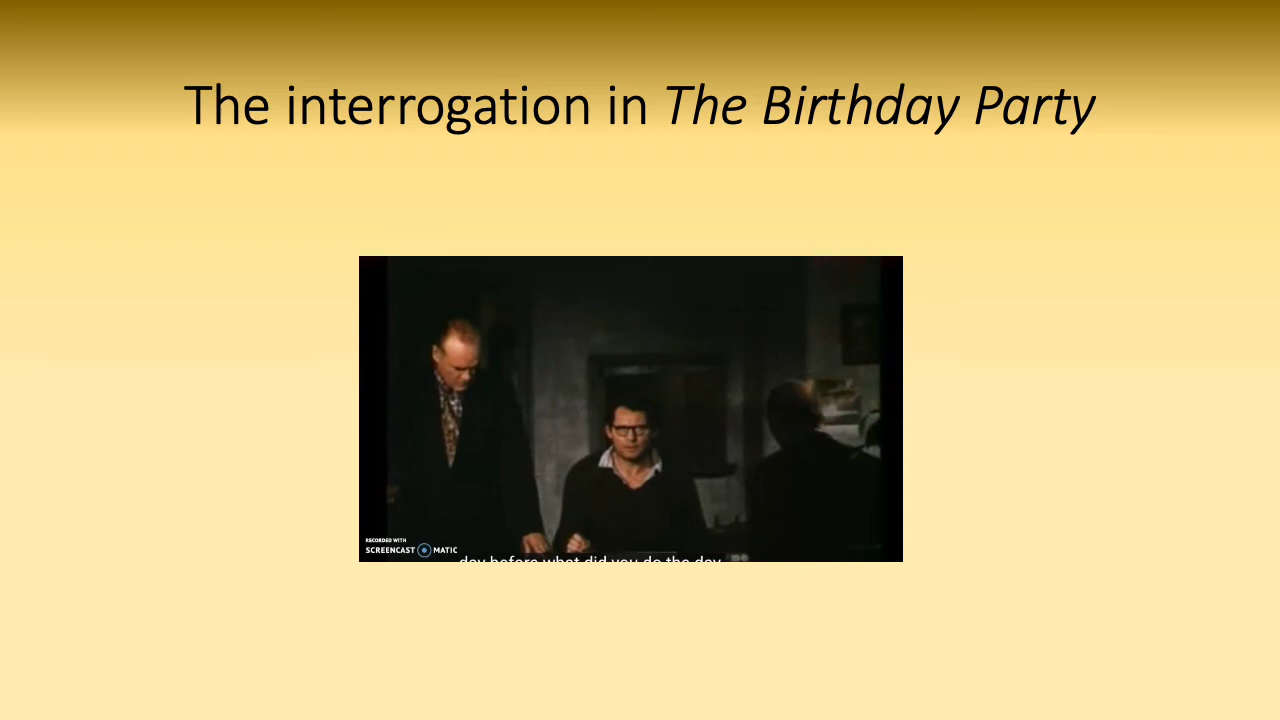 The interrogation in The Birthday Party
RECORDED WITH
SCREENCAST MATIC
day before what did you do the day